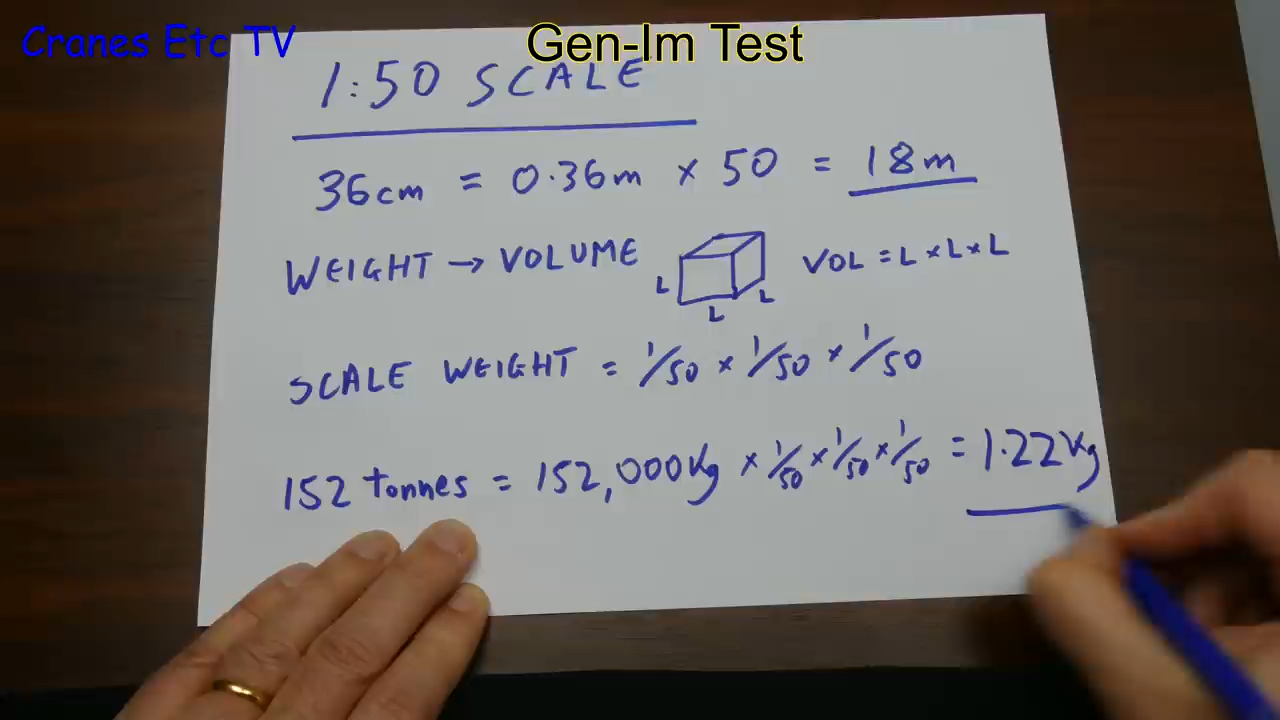 Cranes Etc TV
Gen-Im Test
1:50 SCALE
36cm = 0.36m × 50 = 18m
WEIGHT → VOLUME L L L VOL = L × L × L
SCALE WEIGHT = 1/50 × 1/50 × 1/50
152 tonnes = 152,000Kg × 1/50 × 1/50 × 1/50 = 1.22Kg